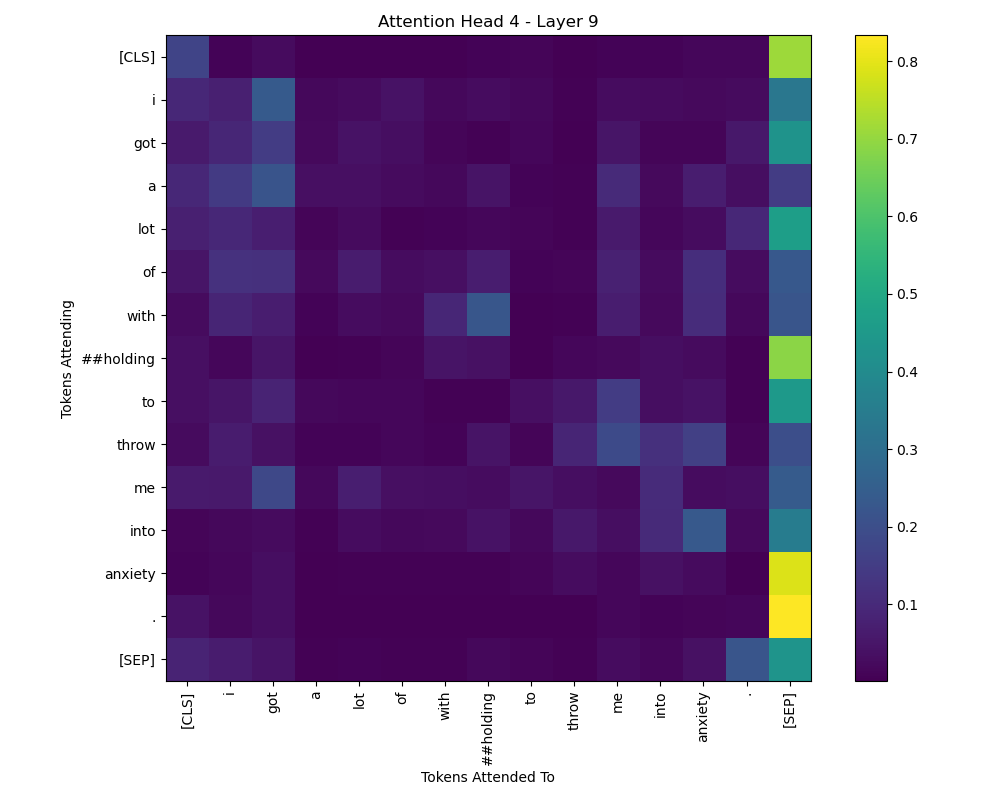 Attention Head 4 - Layer 9
Tokens Attending
[CLS]
i
got
a
lot
of
with
##holding
to
throw
me
into
anxiety
.
[SEP]
[CLS]
i
got
a
lot
of
with
##holding
to
throw
me
into
anxiety
.
[SEP]
Tokens Attended To
0.8
0.7
0.6
0.5
0.4
0.3
0.2
0.1